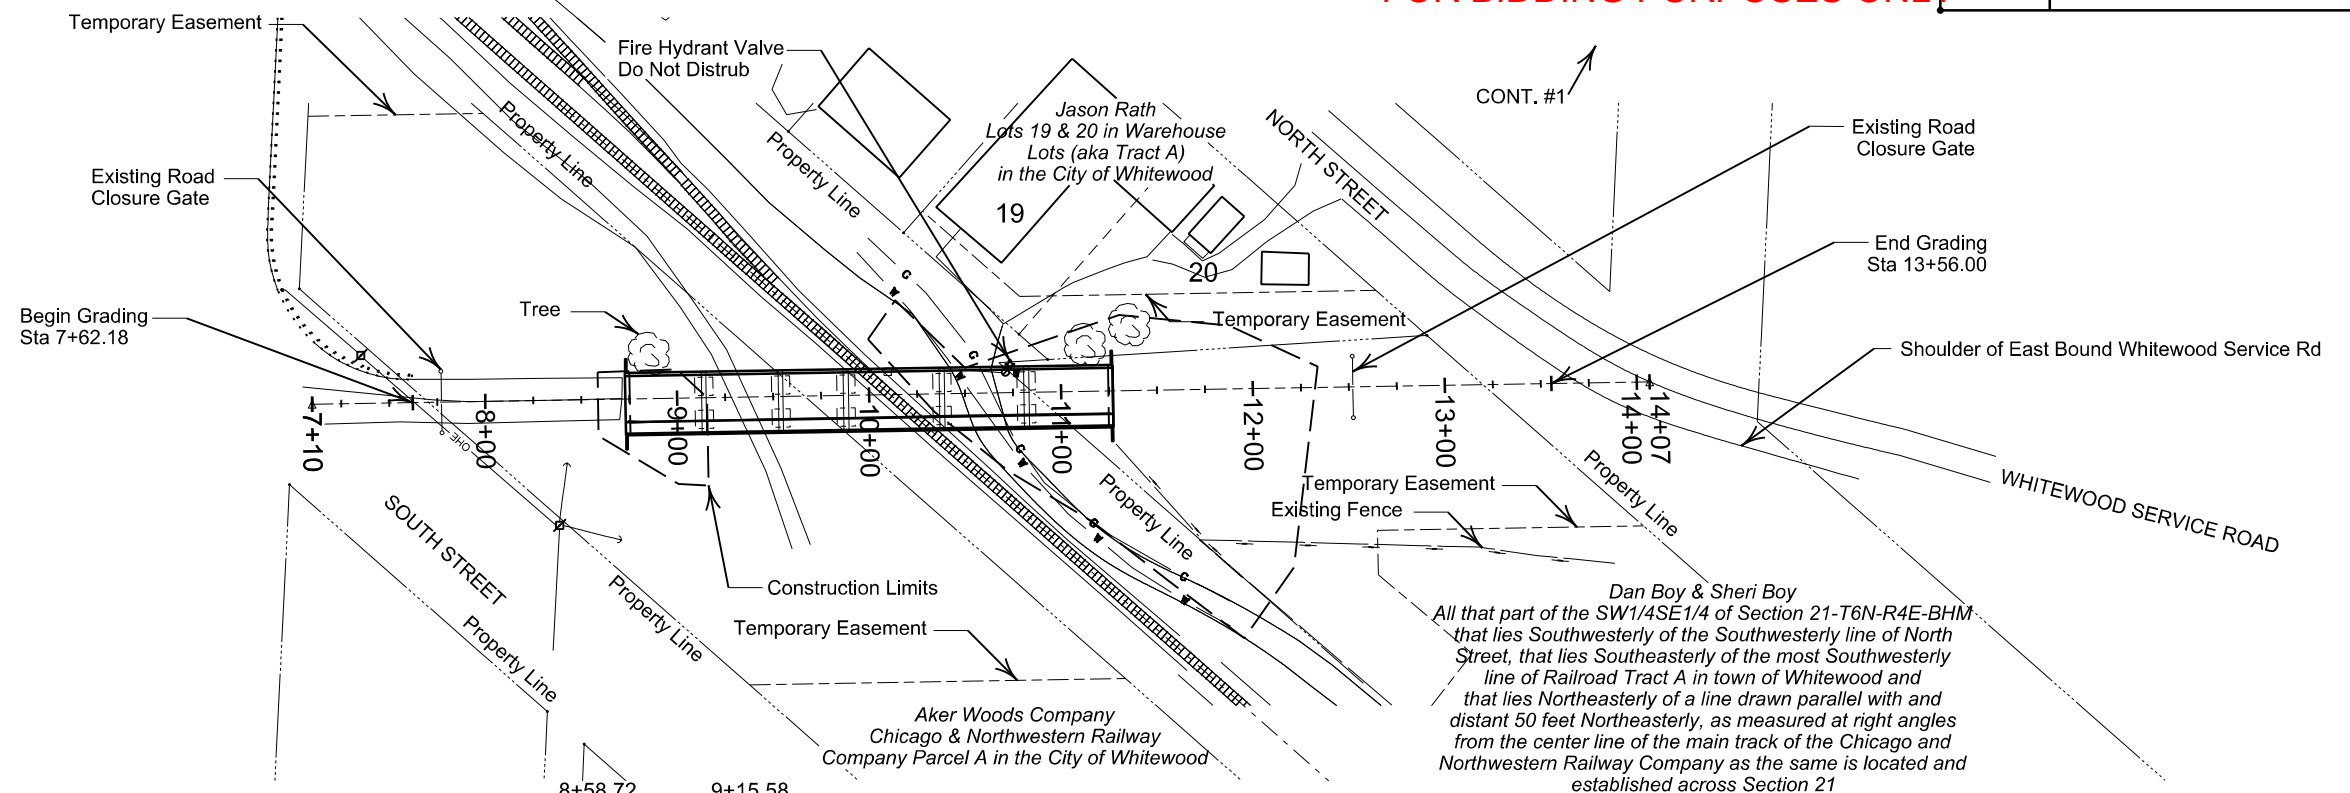 FOR BIDDING PURPOSES ONLY
Temporary Easement
Fire Hydrant Valve
Do Not Distrub
CONT. #1
Jason Rath
Lots 19 & 20 in Warehouse
Lots (aka Tract A)
in the City of Whitewood
19
20
NORTH STREET
Existing Road
Closure Gate
Property Line
Property Line
Existing Road
Closure Gate
End Grading
Sta 13+56.00
Begin Grading
Sta 7+62.18
Tree
Temporary Easement
Shoulder of East Bound Whitewood Service Rd
G
W
G
W
W
7+10
8+00
9+00
10+00
11+00
12+00
13+00
14+00
14+07
OHE
G
W
SOUTH STREET
Property Line
Property Line
Temporary Easement
Existing Fence
WHITEWOOD SERVICE ROAD
G
W
G
W
Construction Limits
Property Line
Property Line
Temporary Easement
Dan Boy & Sheri Boy
All that part of the SW1/4SE1/4 of Section 21-T6N-R4E-BHM
that lies Southwesterly of the Southwesterly line of North
Street, that lies Southeasterly of the most Southwesterly
line of Railroad Tract A in town of Whitewood and
that lies Northeasterly of a line drawn parallel with and
distant 50 feet Northeasterly, as measured at right angles
from the center line of the main track of the Chicago and
Northwestern Railway Company as the same is located and
established across Section 21
Aker Woods Company
Chicago & Northwestern Railway
Company Parcel A in the City of Whitewood
8+58.72
9+15.58